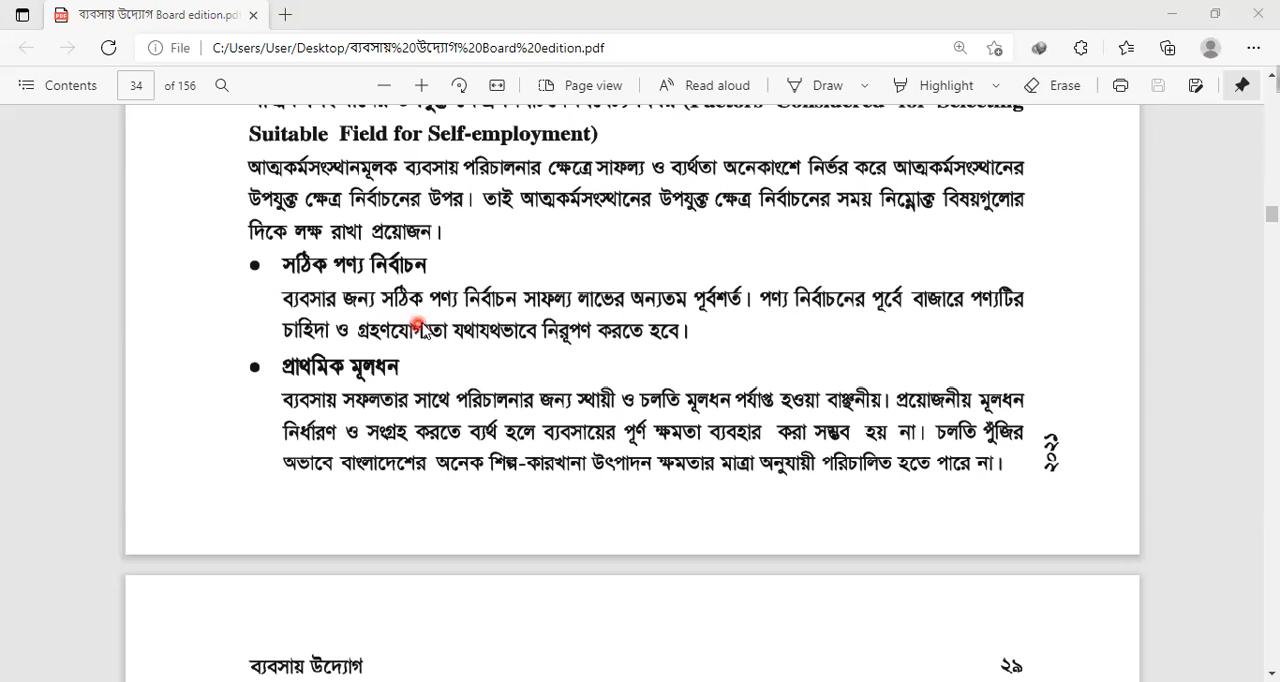 ব্যবসায় উদ্যোগ Board edition.pd
File
C:/Users/User/Desktop/ব্যবসায়%20উদ্যোগ%20Board%20edition.pdf
Contents
34
of 156
Page view
Read aloud
Draw
Highlight
Erase
(Factors Considered for Selecting
Suitable Field for Self-employment)
আত্মকর্মসংস্থানমূলক ব্যবসায় পরিচালনার ক্ষেত্রে সাফল্য ও ব্যর্থতা অনেকাংশে নির্ভর করে আত্মকর্মসংস্থানের
উপযুক্ত ক্ষেত্র নির্বাচনের উপর। তাই আত্মকর্মসংস্থানের উপযুক্ত ক্ষেত্র নির্বাচনের সময় নিম্নোক্ত বিষয়গুলোর
দিকে লক্ষ রাখা প্রয়োজন।
● সঠিক পণ্য নির্বাচন
ব্যবসার জন্য সঠিক পণ্য নির্বাচন সাফল্য লাভের অন্যতম পূর্বশর্ত। পণ্য নির্বাচনের পূর্বে বাজারে পণ্যটির
চাহিদা ও গ্রহণযোগ্যতা যথাযথভাবে নিরূপণ করতে হবে।
● প্রাথমিক মূলধন
ব্যবসায় সফলতার সাথে পরিচালনার জন্য স্থায়ী ও চলতি মূলধন পর্যাপ্ত হওয়া বাঞ্ছনীয়। প্রয়োজনীয় মূলধন
নির্ধারণ ও সংগ্রহ করতে ব্যর্থ হলে ব্যবসায়ের পূর্ণ ক্ষমতা ব্যবহার করা সম্ভব হয় না। চলতি পুঁজির
অভাবে বাংলাদেশের অনেক শিল্প-কারখানা উৎপাদন ক্ষমতার মাত্রা অনুযায়ী পরিচালিত হতে পারে না।
২০২১
ব্যবসায় উদ্যোগ
২৯